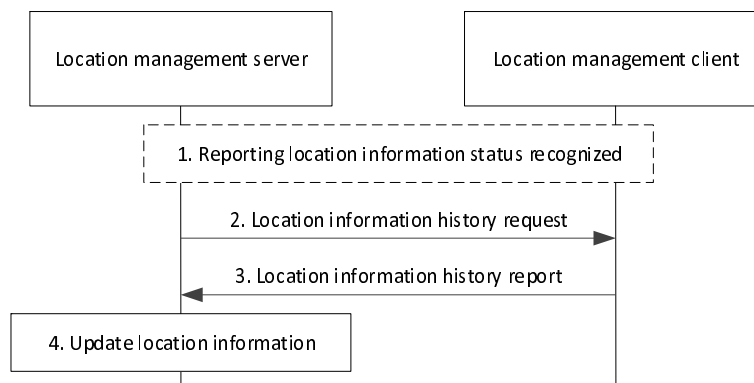 Location management server
Location management client
1. Reporting location information status recognized
2. Location information history request
3. Location information history report
4. Update location information